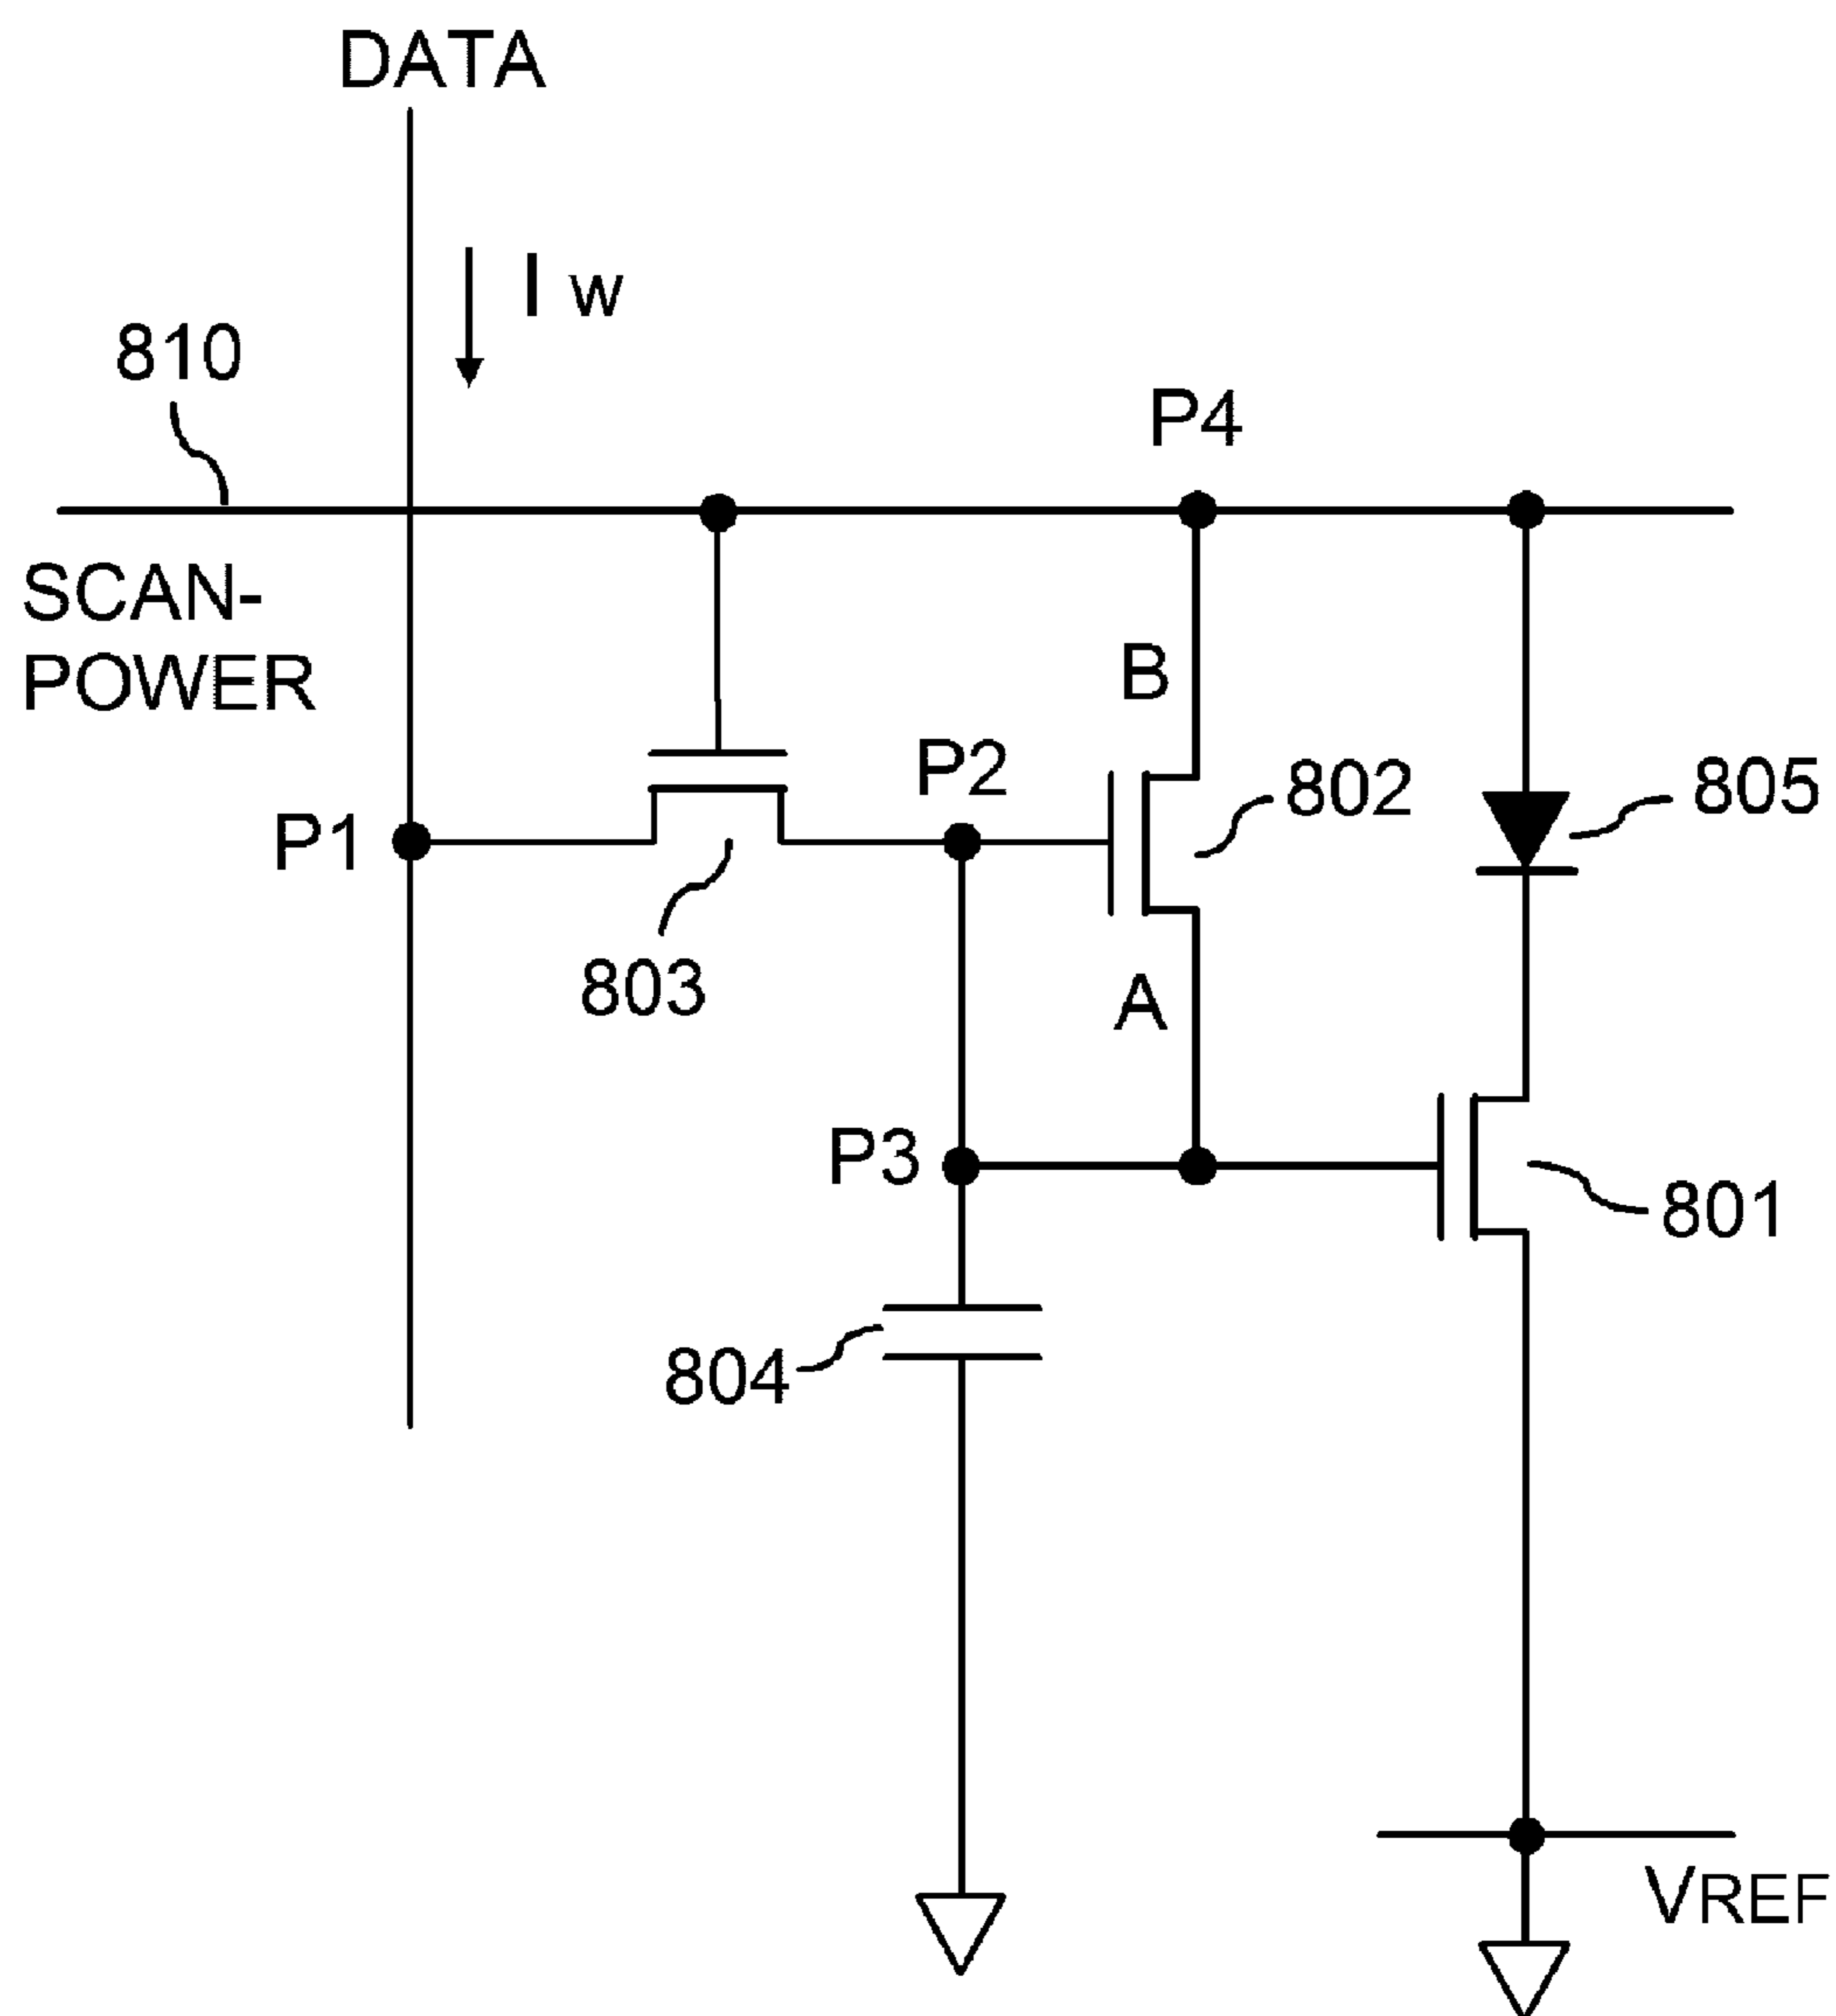 DATA
I w
810
P4
SCAN-
POWER
B
P2
802
805
P1
803
A
P3
801
804
VREF